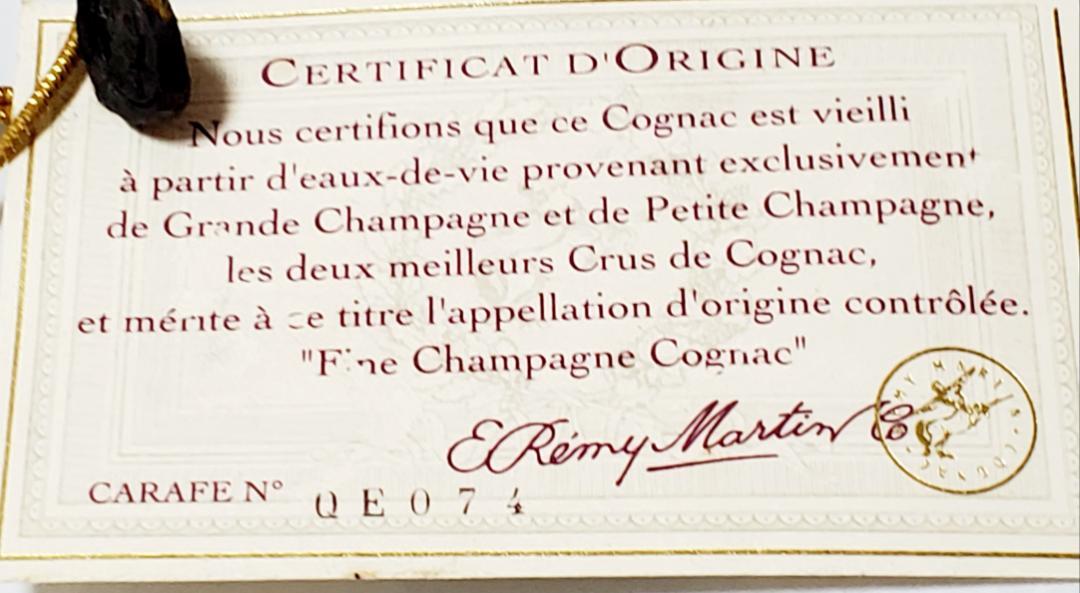 CERTIFICAT D'ORIGINE
Nous certifions que ce Cognac est vieilli
à partir d'eaux-de-vie provenant exclusivement
de Grande Champagne et de Petite Champagne,
les deux meilleurs Crus de Cognac,
et mérite à ce titre l'appellation d'origine contrôlée.
"Fine Champagne Cognac"
E Rémy Martin & C
CARAFE N° QE074